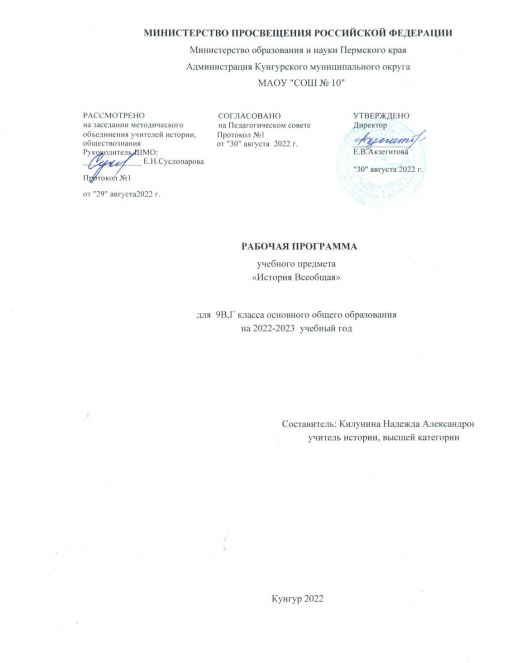 МИНИСТЕРСТВО ПРОСВЕЩЕНИЯ РОССИЙСКОЙ ФЕДЕРАЦИИ
Министерство образования и науки Пермского края
Администрация Кунгурского муниципального округа
МАОУ "СОШ № 10"
РАССМОТРЕНО
на заседании методического
объединения учителей истории,
обществознания
Руководитель ШМО:
Е.Н.Суслопарова
Протокол №1
от "29" августа2022 г.
СОГЛАСОВАНО
на Педагогическом совете
Протокол №1
от "30" августа 2022 г.
УТВЕРЖДЕНО
Директор
Е.В.Акзегитова
"30" августа 2022 г.
РАБОЧАЯ ПРОГРАММА
учебного предмета
«История Всеобщая»
для 9В,Г класса основного общего образования
на 2022-2023 учебный год
Составитель: Килунина Надежда Александро
учитель истории, высшей категории
Кунгур 2022